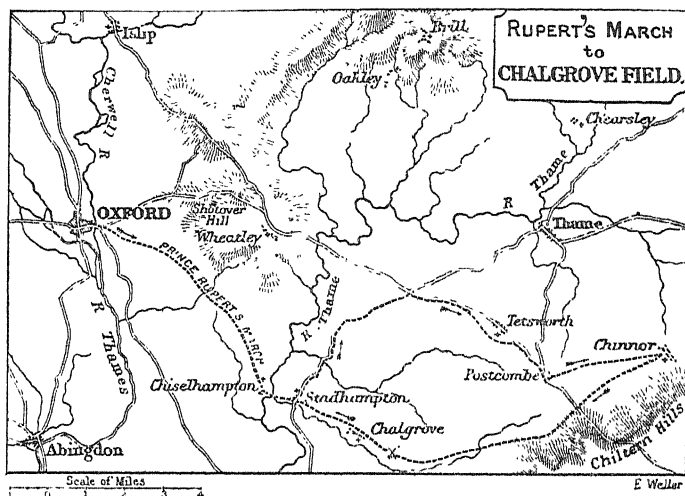 RUPERT'S MARCH
to
CHALGROVE FIELD.
Islip
Brill
Oakley
Chearsley
Cherwell R
R Thame
OXFORD
Shotover
Hill
Wheatley
Thame
PRINCE RUPERT'S MARCH
R. Thame
R Thames
Tetsworth
Chinnor
Postcombe
Chiselhampton
Stadhampton
Chalgrove
Chiltern Hills
Abingdon
Scale of Miles
1 0 1 2 3 4
E Weller